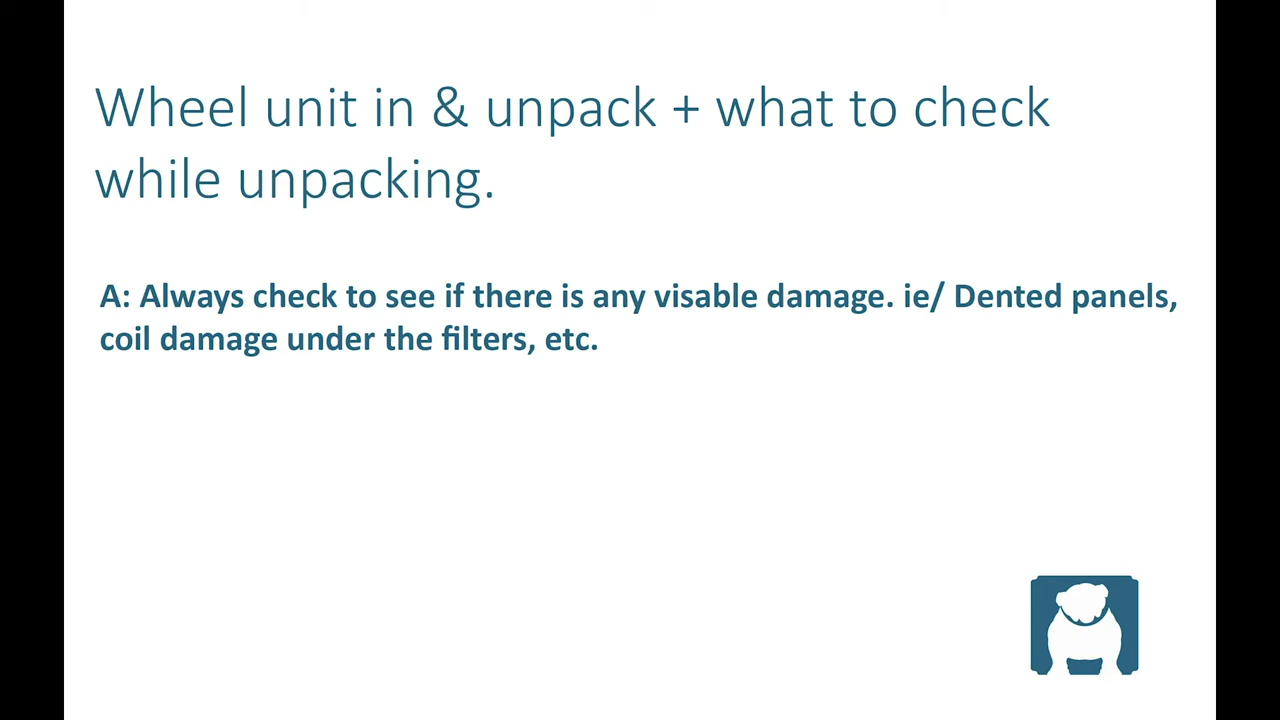 Wheel unit in & unpack + what to check
while unpacking.
A: Always check to see if there is any visable damage. ie/ Dented panels,
coil damage under the filters, etc.